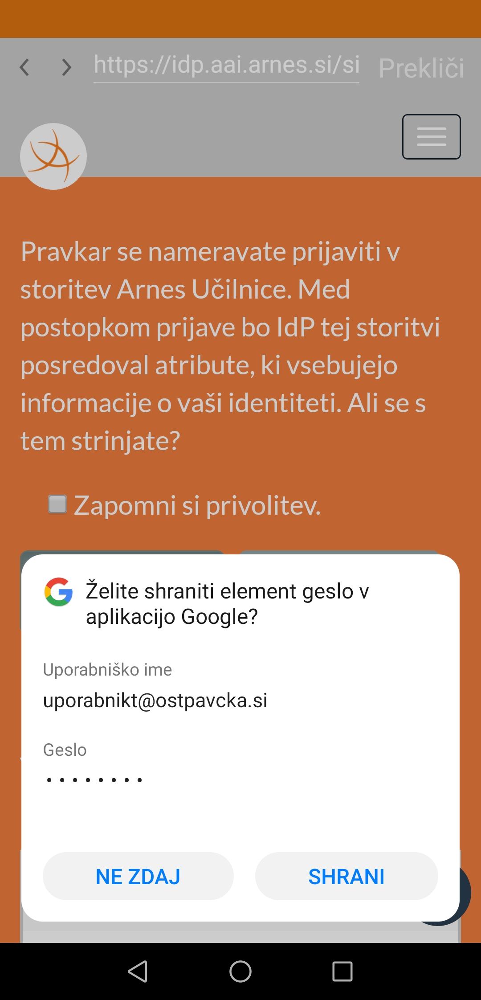 https://idp.aai.arnes.si/si
Prekliči
Pravkar se nameravate prijaviti v
storitev Arnes Učilnice. Med
postopkom prijave bo IdP tej storitvi
posredoval atribute, ki vsebujejo
informacije o vaši identiteti. Ali se s
tem strinjate?
Zapomni si privolitev.
Želite shraniti element geslo v
aplikacijo Google?
Uporabniško ime
uporabnikt@ostpavcka.si
Geslo
••••••••
NE ZDAJ
SHRANI